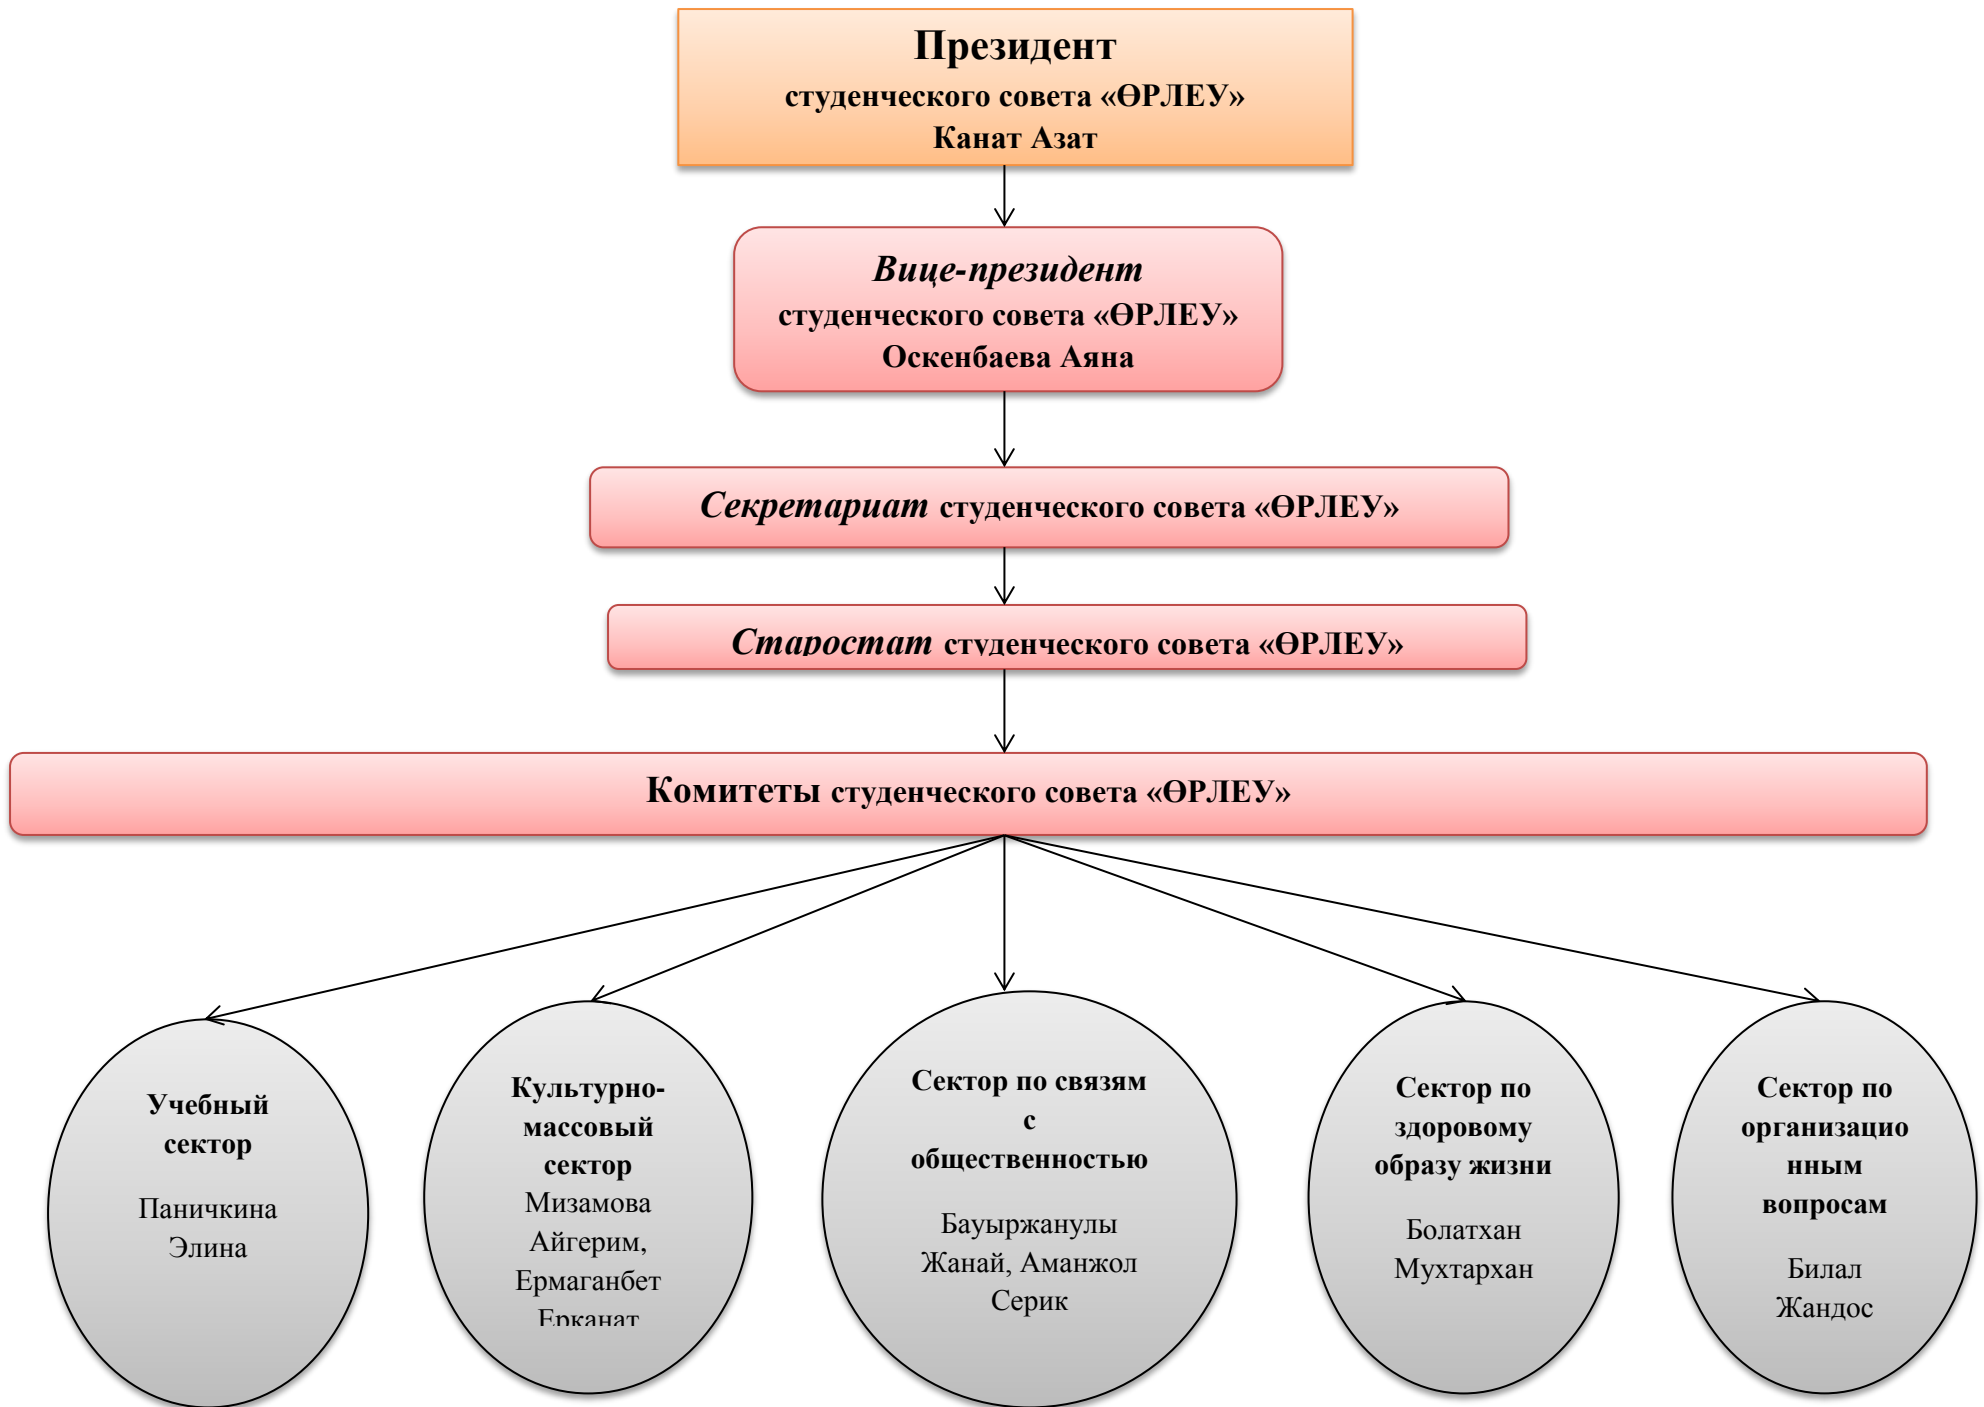 Президент
студенческого совета «ӨРЛЕУ»
Канат Азат
Вице-президент
студенческого совета «ӨРЛЕУ»
Оскенбаева Аяна
Секретариат студенческого совета «ӨРЛЕУ»
Старостат студенческого совета «ӨРЛЕУ»
Комитеты студенческого совета «ӨРЛЕУ»
Учебный
сектор
Паничкина
Элина
Культурно-
массовый
сектор
Мизамова
Айгерим,
Ермаганбет
Ерканат
Сектор по связям
с
общественностью
Бауыржанулы
Жанай, Аманжол
Серик
Сектор по
здоровому
образу жизни
Болатхан
Мухтархан
Сектор по
организацио
нным
вопросам
Билал
Жандос